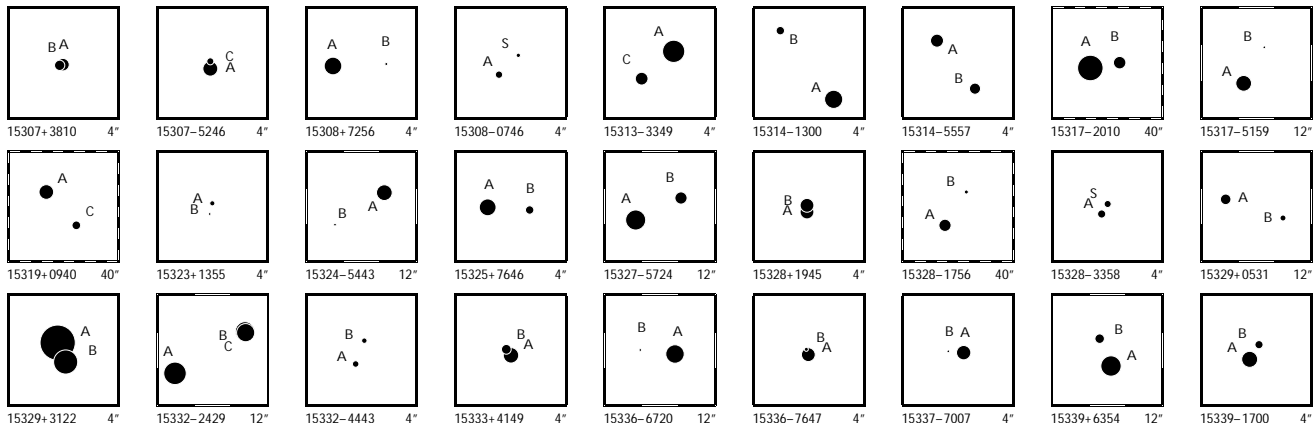 B A
15307+3810 4"
C
A
15307–5246 4"
A B
15308+7256 4"
S
A
15308–0746 4"
A
C
15313–3349 4"
B
A
15314–1300 4"
A
B
15314–5557 4"
A B
15317–2010 40"
B
A
15317–5159 12"
A
C
15319+0940 40"
A
B
15323+1355 4"
B A
15324–5443 12"
A B
15325+7646 4"
B
A
15327–5724 12"
B
A
15328+1945 4"
B
A
15328–1756 40"
S
A
15328–3358 4"
A
B
15329+0531 12"
A
B
15329+3122 4"
B
C
A
15332–2429 12"
B
A
15332–4443 4"
B
A
15333+4149 4"
B A
15336–6720 12"
B
A
15336–7647 4"
B A
15337–7007 4"
B
A
15339+6354 12"
B
A
15339–1700 4"